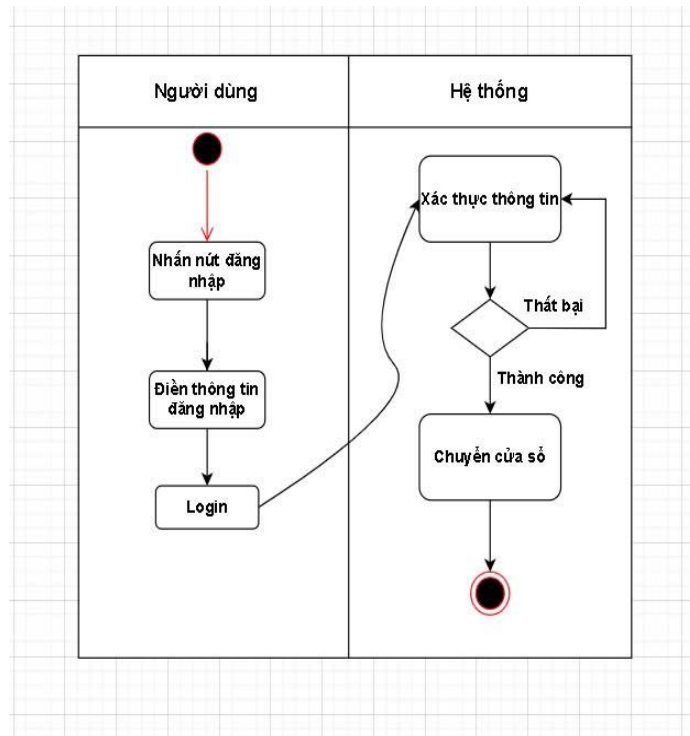 Người dùng
Hệ thống
Nhấn nút đăng
nhập
Điền thông tin
đăng nhập
Login
Xác thực thông tin
Thất bại
Thành công
Chuyển cửa sổ